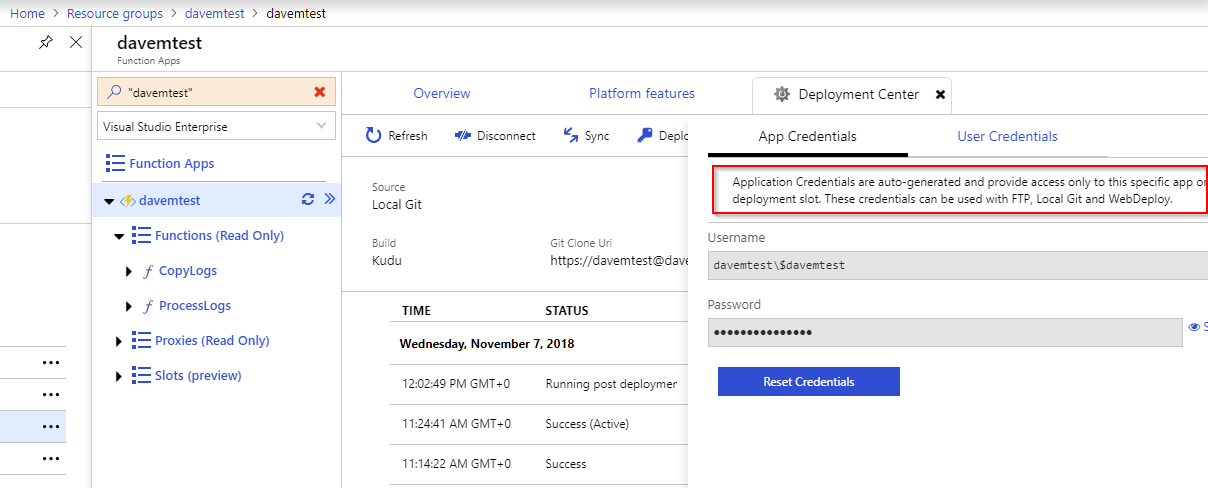 Home > Resource groups > davemtest > davemtest
davemtest
Function Apps
"davemtest"
Visual Studio Enterprise
Function Apps
davemtest
Functions (Read Only)
CopyLogs
ProcessLogs
Proxies (Read Only)
Slots (preview)
Overview
Platform features
Deployment Center
Refresh
Disconnect
Sync
Source
Local Git
Build
Kudu
Git Clone Uri
https://davemtest@dave
TIME STATUS
Wednesday, November 7, 2018
12:02:49 PM GMT+0 Running post deploymer
11:24:41 AM GMT+0 Success (Active)
11:14:22 AM GMT+0 Success
App Credentials
User Credentials
Application Credentials are auto-generated and provide access only to this specific app or
deployment slot. These credentials can be used with FTP, Local Git and WebDeploy.
Username
davemtest\$davemtest
Password
Reset Credentials